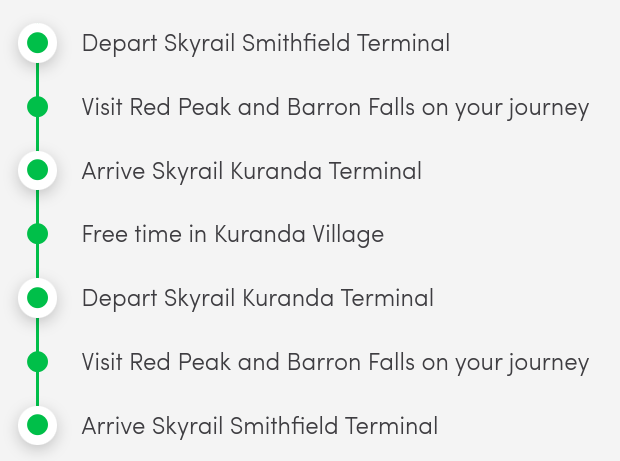 Depart Skyrail Smithfield Terminal
Visit Red Peak and Barron Falls on your journey
Arrive Skyrail Kuranda Terminal
Free time in Kuranda Village
Depart Skyrail Kuranda Terminal
Visit Red Peak and Barron Falls on your journey
Arrive Skyrail Smithfield Terminal